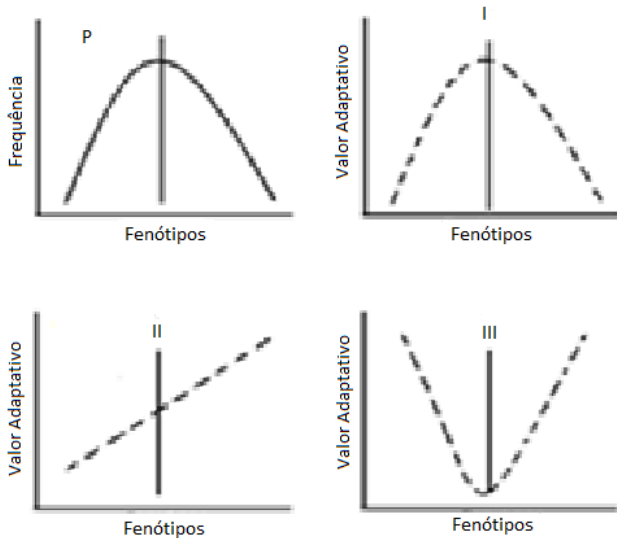 P
Frequência
Fenótipos
I
Valor Adaptativo
Fenótipos
II
Valor Adaptativo
Fenótipos
III
Valor Adaptativo
Fenótipos